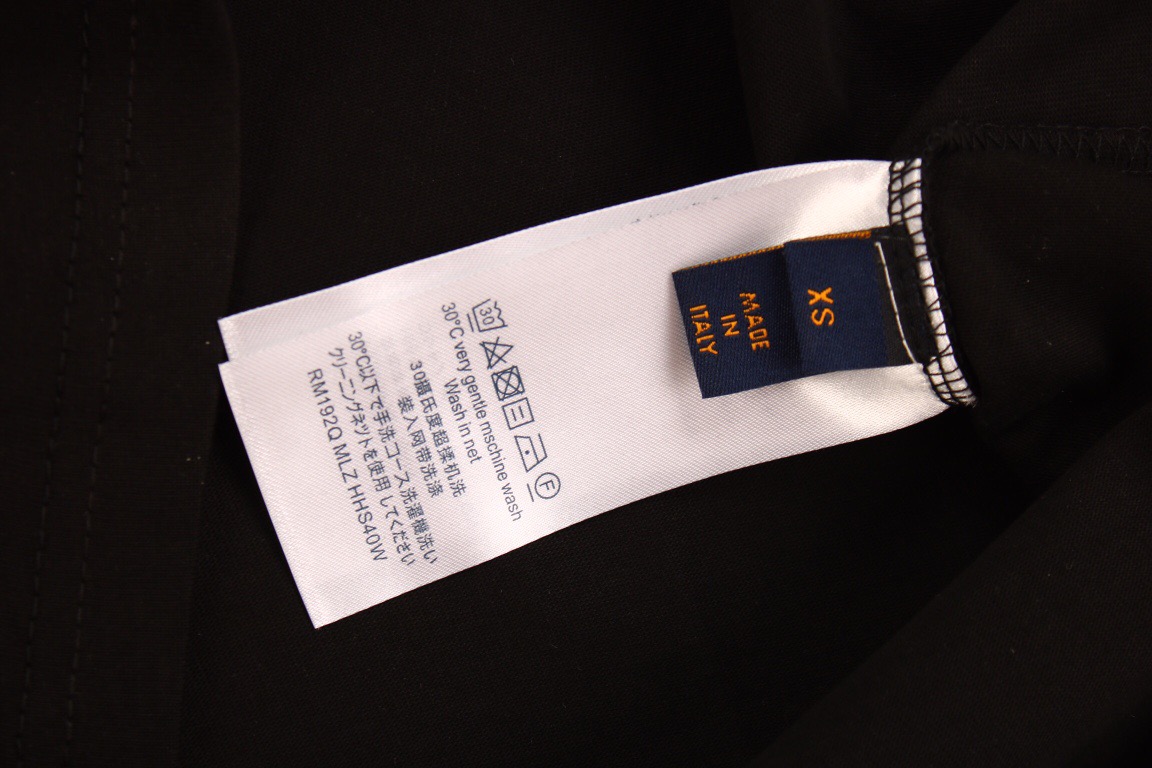 XS
MADE
IN
ITALY
30
F
30°C very gentle mschine wash
Wash in net
30攝氏度超揉机洗
装入网带洗涤
30℃以下で手洗コース洗濯機洗い
クリーニングネットを使用してください
RM192Q MLZ HHS40W